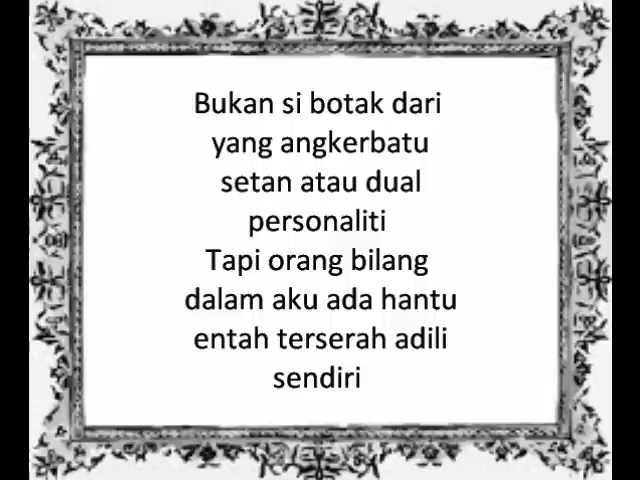 Bukan si botak dari
yang angkerbatu
setan atau dual
personaliti
Tapi orang bilang
dalam aku ada hantu
entah terserah adili
sendiri